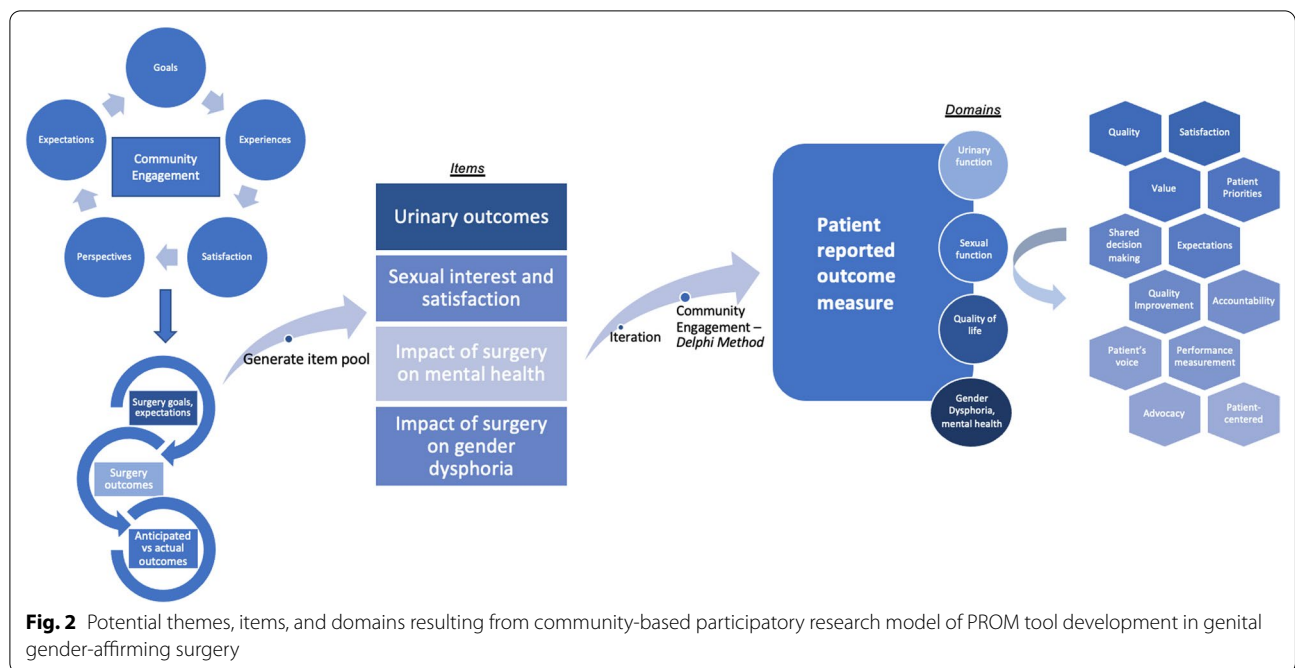 Goals
Expectations
Experiences
Community
Engagement
Perspectives
Satisfaction
Surgery goals,
expectations
Surgery
outcomes
Anticipated
vs actual
outcomes
Generate item pool
Items
Urinary outcomes
Sexual interest and
satisfaction
Impact of surgery
on mental health
Impact of surgery
on gender
dysphoria
Iteration
Community
Engagement –
Delphi Method
Patient
reported
outcome
measure
Domains
Urinary
function
Sexual
function
Quality of
life
Gender
Dysphoria,
mental health
Quality
Satisfaction
Value
Patient
Priorities
Shared
decision
making
Expectations
Quality
Improvement
Accountability
Patient's
voice
Performance
measurement
Advocacy
Patient-
centered
Fig. 2 Potential themes, items, and domains resulting from community-based participatory research model of PROM tool development in genital
gender-affirming surgery